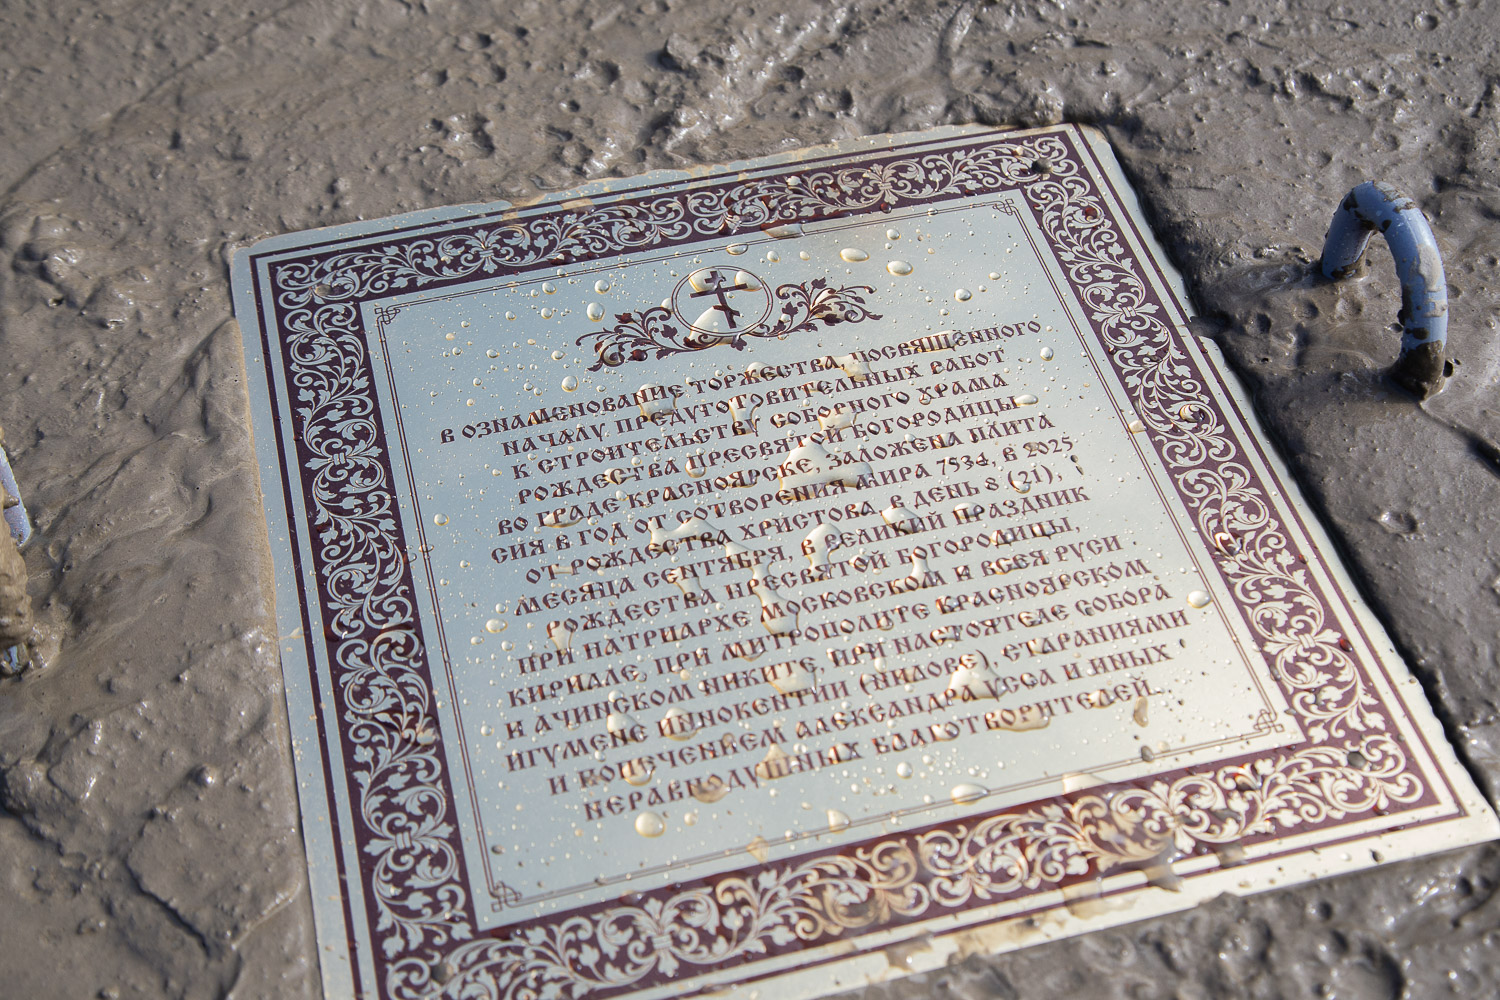 В ОЗНАМЕНОВАНИЕ ТОРЖЕСТВА, ПОСВЯЩЕННОГО
НАЧАЛУ ПРЕДУГОТОВИТЕЛЬНЫХ РАБОТ
К СТРОИТЕЛЬСТВУ СОБОРНОГО ХРАМА
РОЖДЕСТВА ПРЕСВЯТОЙ БОГОРОДИЦЫ
ВО ГРАДЕ КРАСНОЯРСКЕ, ЗАЛОЖЕНА ПЛИТА
СИЯ В ГОД ОТ СОТВОРЕНИЯ МИРА 7534, В 2025
ОТ РОЖДЕСТВА ХРИСТОВА, В ДЕНЬ 8 (21),
МЕСЯЦА СЕНТЯБРЯ, В ВЕЛИКИЙ ПРАЗДНИК
РОЖДЕСТВА ПРЕСВЯТОЙ БОГОРОДИЦЫ,
ПРИ ПАТРИАРХЕ МОСКОВСКОМ И ВСЕЯ РУСИ
КИРИЛЛЕ, ПРИ МИТРОПОЛИТЕ КРАСНОЯРСКОМ
И АЧИНСКОМ НИКИТЕ, ПРИ НАСТОЯТЕЛЕ СОБОРА
ИГУМЕНЕ ИННОКЕНТИИ (НИЛОВЕ), СТАРАНИЯМИ
И ПОПЕЧЕНИЕМ АЛЕКСАНДРА УССА И ИНЫХ
НЕРАВНОДУШНЫХ БЛАГОТВОРИТЕЛЕЙ.